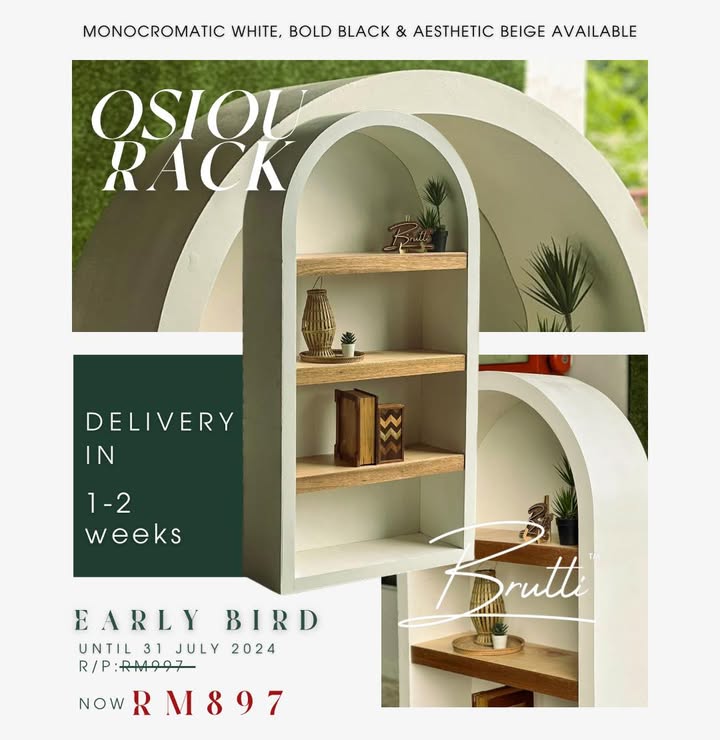 MONOCROMATIC WHITE, BOLD BLACK & AESTHETIC BEIGE AVAILABLE
OSIOU
RACK
Brutti
DELIVERY
IN
1-2
weeks
Brutti™
EARLY BIRD
UNTIL 31 JULY 2024
R/P:RM997
NOW RM897